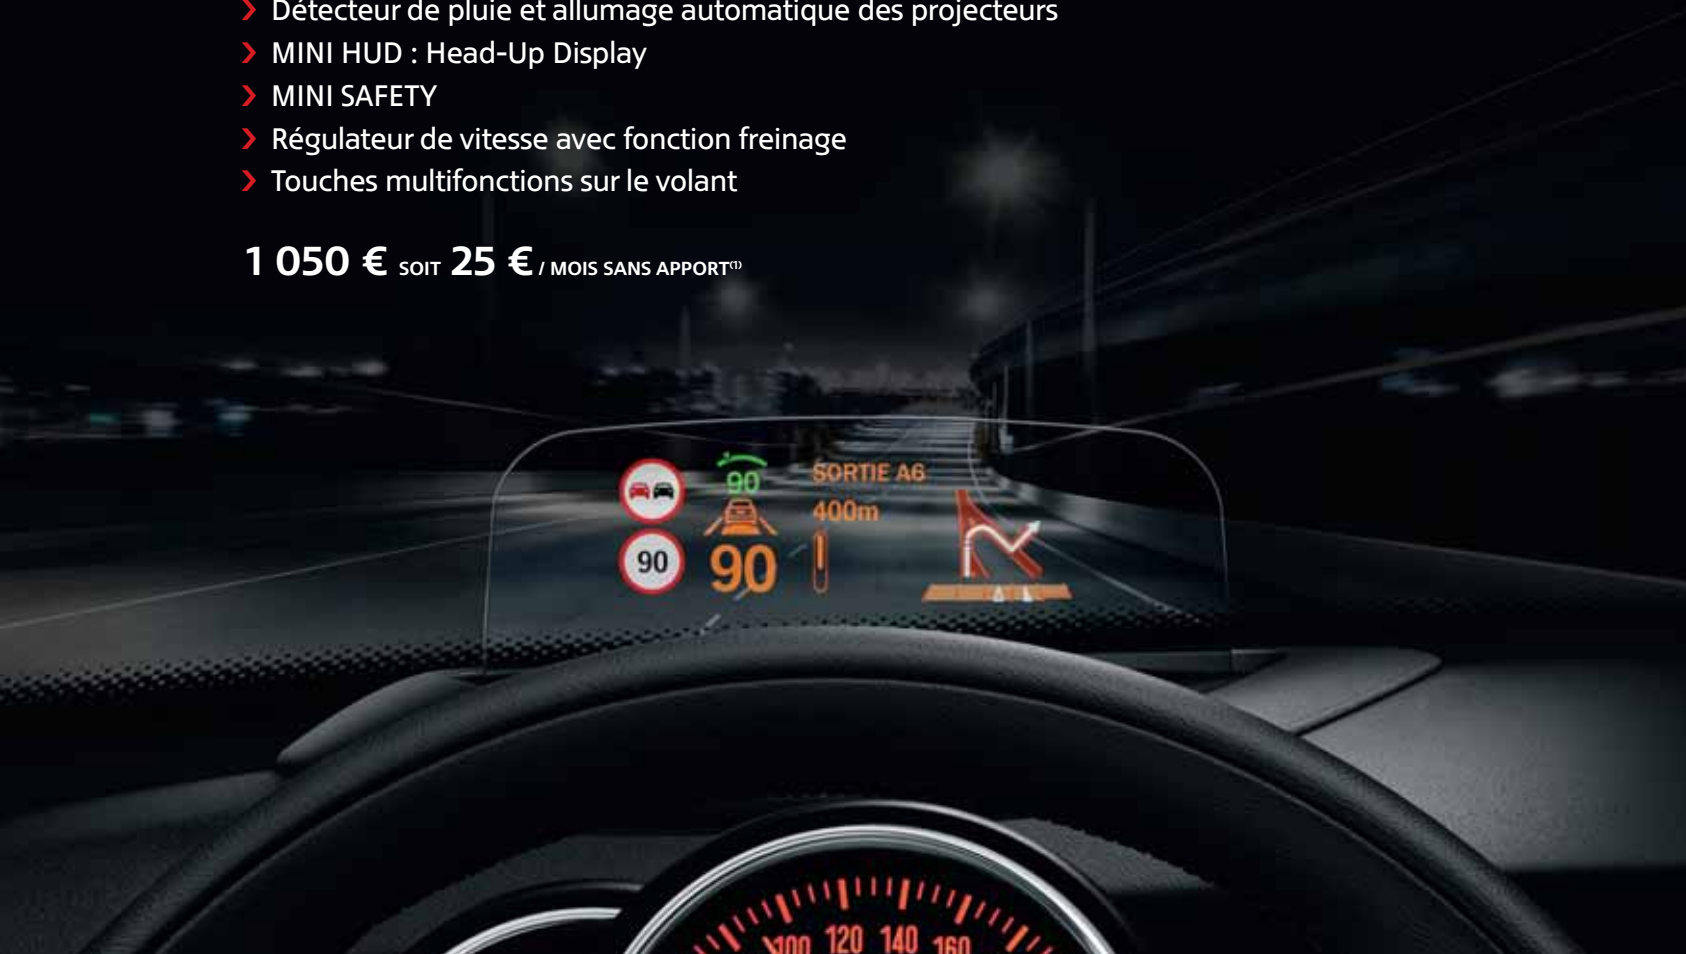 Détecteur de pluie et allumage automatique des projecteurs
MINI HUD : Head-Up Display
MINI SAFETY
Régulateur de vitesse avec fonction freinage
Touches multifonctions sur le volant
1 050 € SOIT 25 € / MOIS SANS APPORT(1)
90
SORTIE A6
400m
90
90
100 120 140 160